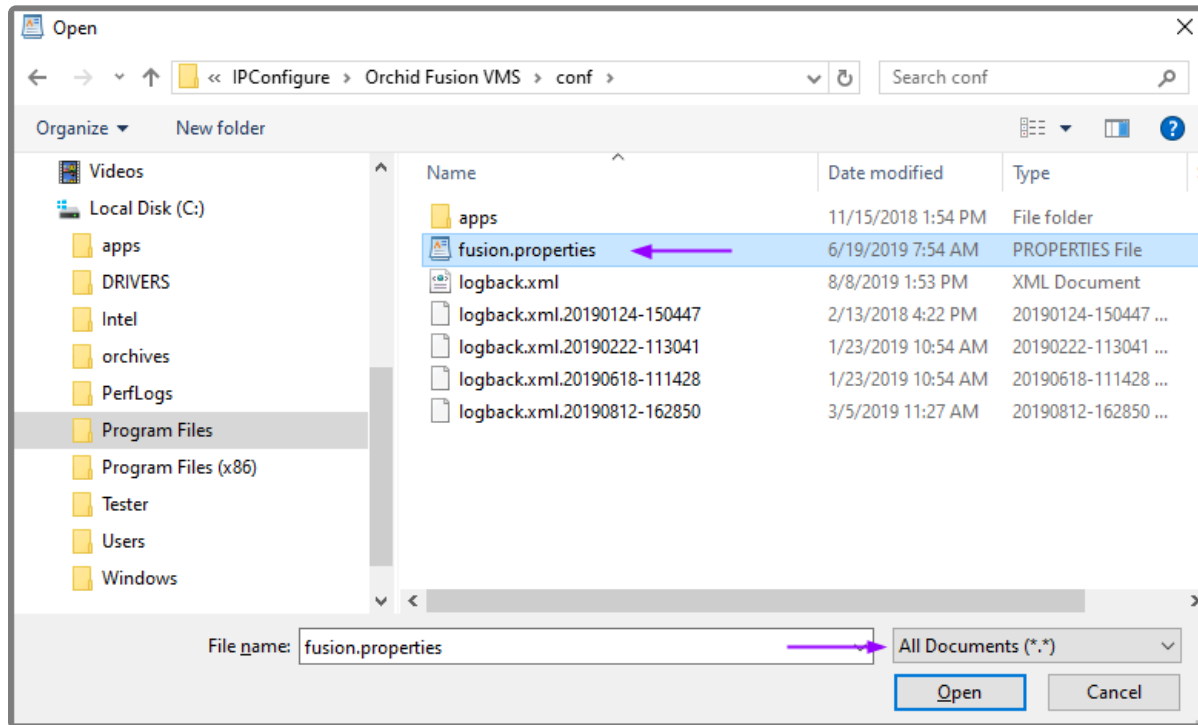 Open
« IPConfigure > Orchid Fusion VMS > conf >
Search conf
Organize
New folder
?
Videos
Local Disk (C:)
apps
DRIVERS
Intel
orchives
PerfLogs
Program Files
Program Files (x86)
Tester
Users
Windows
Name Date modified Type
apps 11/15/2018 1:54 PM File folder
fusion.properties 6/19/2019 7:54 AM PROPERTIES File
logback.xml 8/8/2019 1:53 PM XML Document
logback.xml.20190124-150447 2/13/2018 4:22 PM 20190124-150447 ...
logback.xml.20190222-113041 1/23/2019 10:54 AM 20190222-113041 ...
logback.xml.20190618-111428 1/23/2019 10:54 AM 20190618-111428 ...
logback.xml.20190812-162850 3/5/2019 11:27 AM 20190812-162850 ...
File name: fusion.properties All Documents (*.*)
Open Cancel